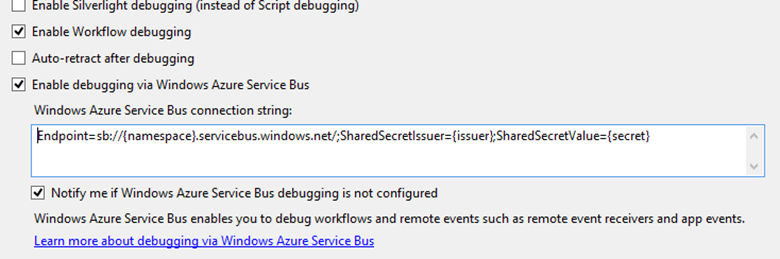 Enable Silverlight debugging (instead of Script debugging)
Enable Workflow debugging
Auto-retract after debugging
Enable debugging via Windows Azure Service Bus
Windows Azure Service Bus connection string:
Endpoint=sb://{namespace}.servicebus.windows.net/;SharedSecretIssuer={issuer};SharedSecretValue={secret}
Notify me if Windows Azure Service Bus debugging is not configured
Windows Azure Service Bus enables you to debug workflows and remote events such as remote event receivers and app events.
Learn more about debugging via Windows Azure Service Bus